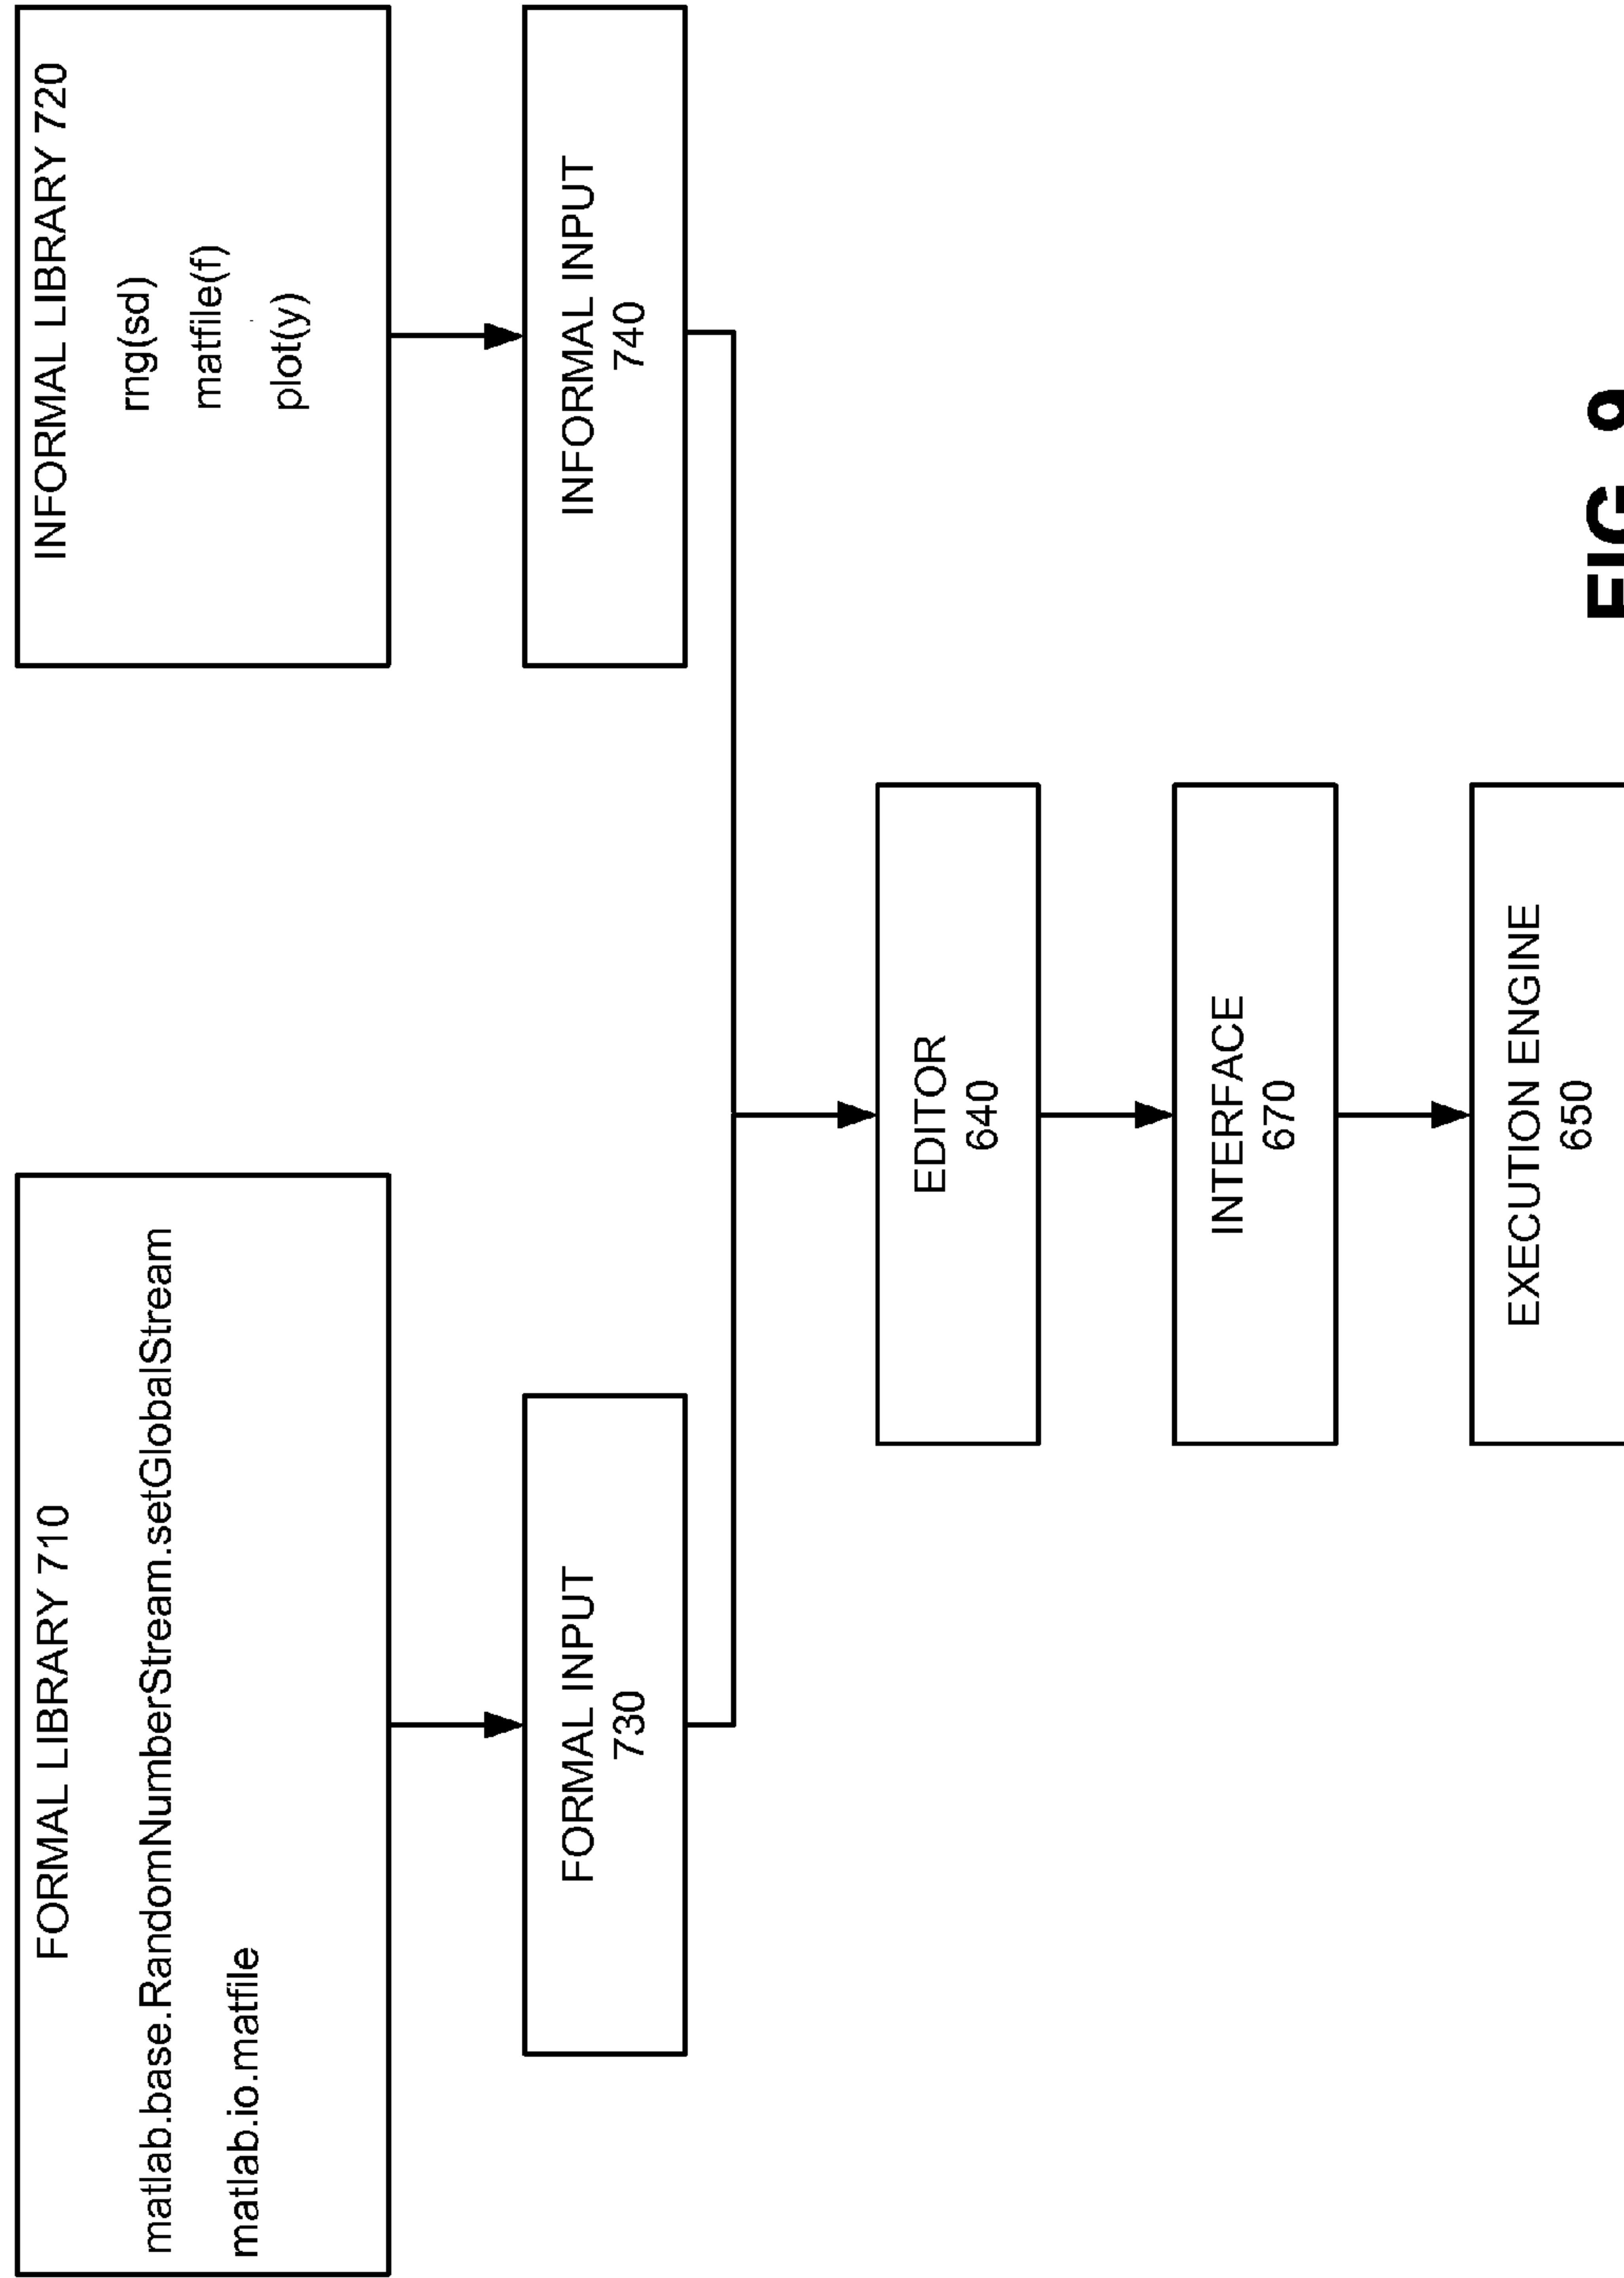 FORMAL LIBRARY 710
matlab.base.RandomNumberStream.setGlobalStream
matlab.io.matfile
INFORMAL LIBRARY 720
rng(sd)
matfile(f)
plot(y)
FORMAL INPUT
730
INFORMAL INPUT
740
EDITOR
640
INTERFACE
670
EXECUTION ENGINE
650
FIG